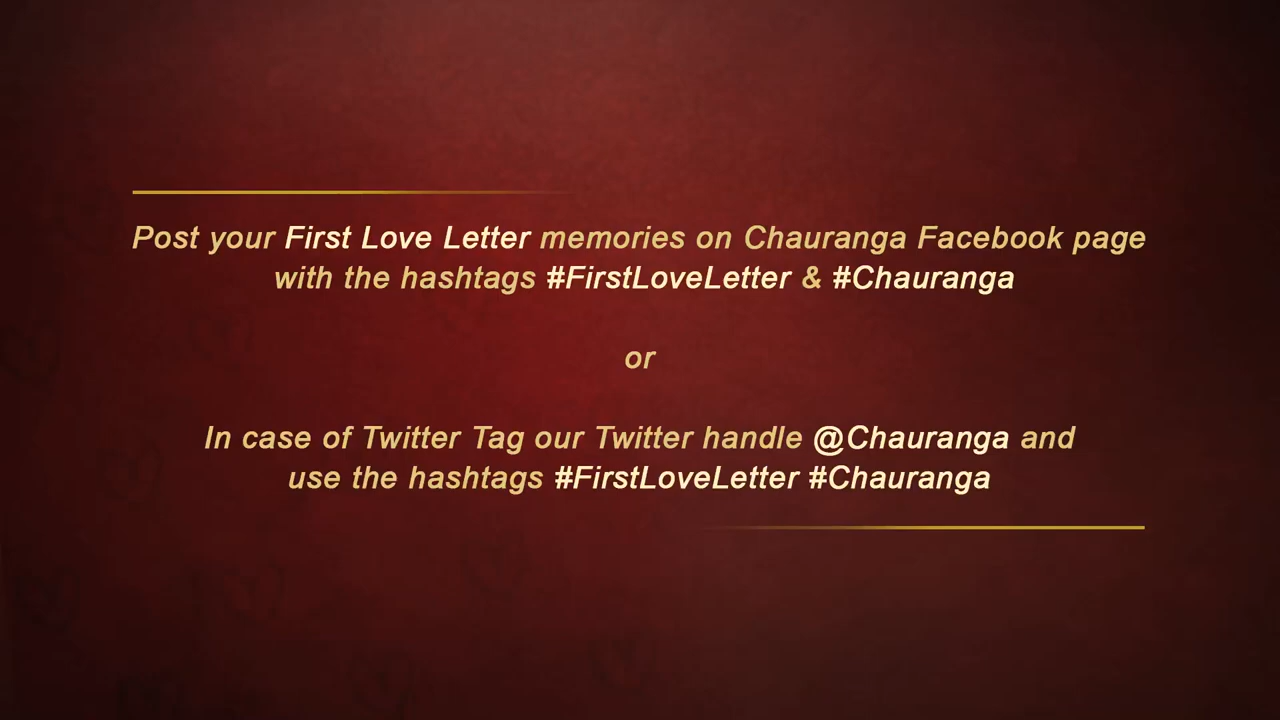 Post your First Love Letter memories on Chauranga Facebook page
with the hashtags #FirstLoveLetter & #Chauranga
or
In case of Twitter Tag our Twitter handle @Chauranga and
use the hashtags #FirstLoveLetter #Chauranga